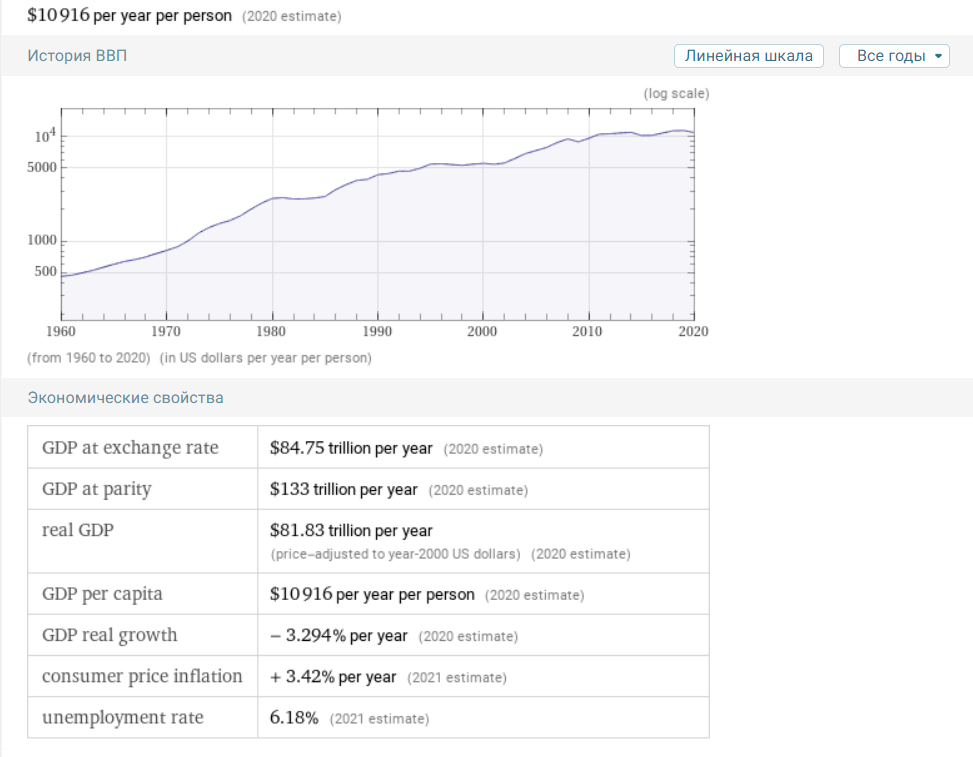 $10 916 per year per person (2020 estimate)
История ВВП
Линейная шкала
Все годы
(log scale)
10^4
5000
1000
500
1960 1970 1980 1990 2000 2010 2020
(from 1960 to 2020) (in US dollars per year per person)
Экономические свойства
GDP at exchange rate $84.75 trillion per year (2020 estimate)
GDP at parity $133 trillion per year (2020 estimate)
real GDP $81.83 trillion per year
(price–adjusted to year-2000 US dollars) (2020 estimate)
GDP per capita $10 916 per year per person (2020 estimate)
GDP real growth – 3.294% per year (2020 estimate)
consumer price inflation + 3.42% per year (2021 estimate)
unemployment rate 6.18% (2021 estimate)